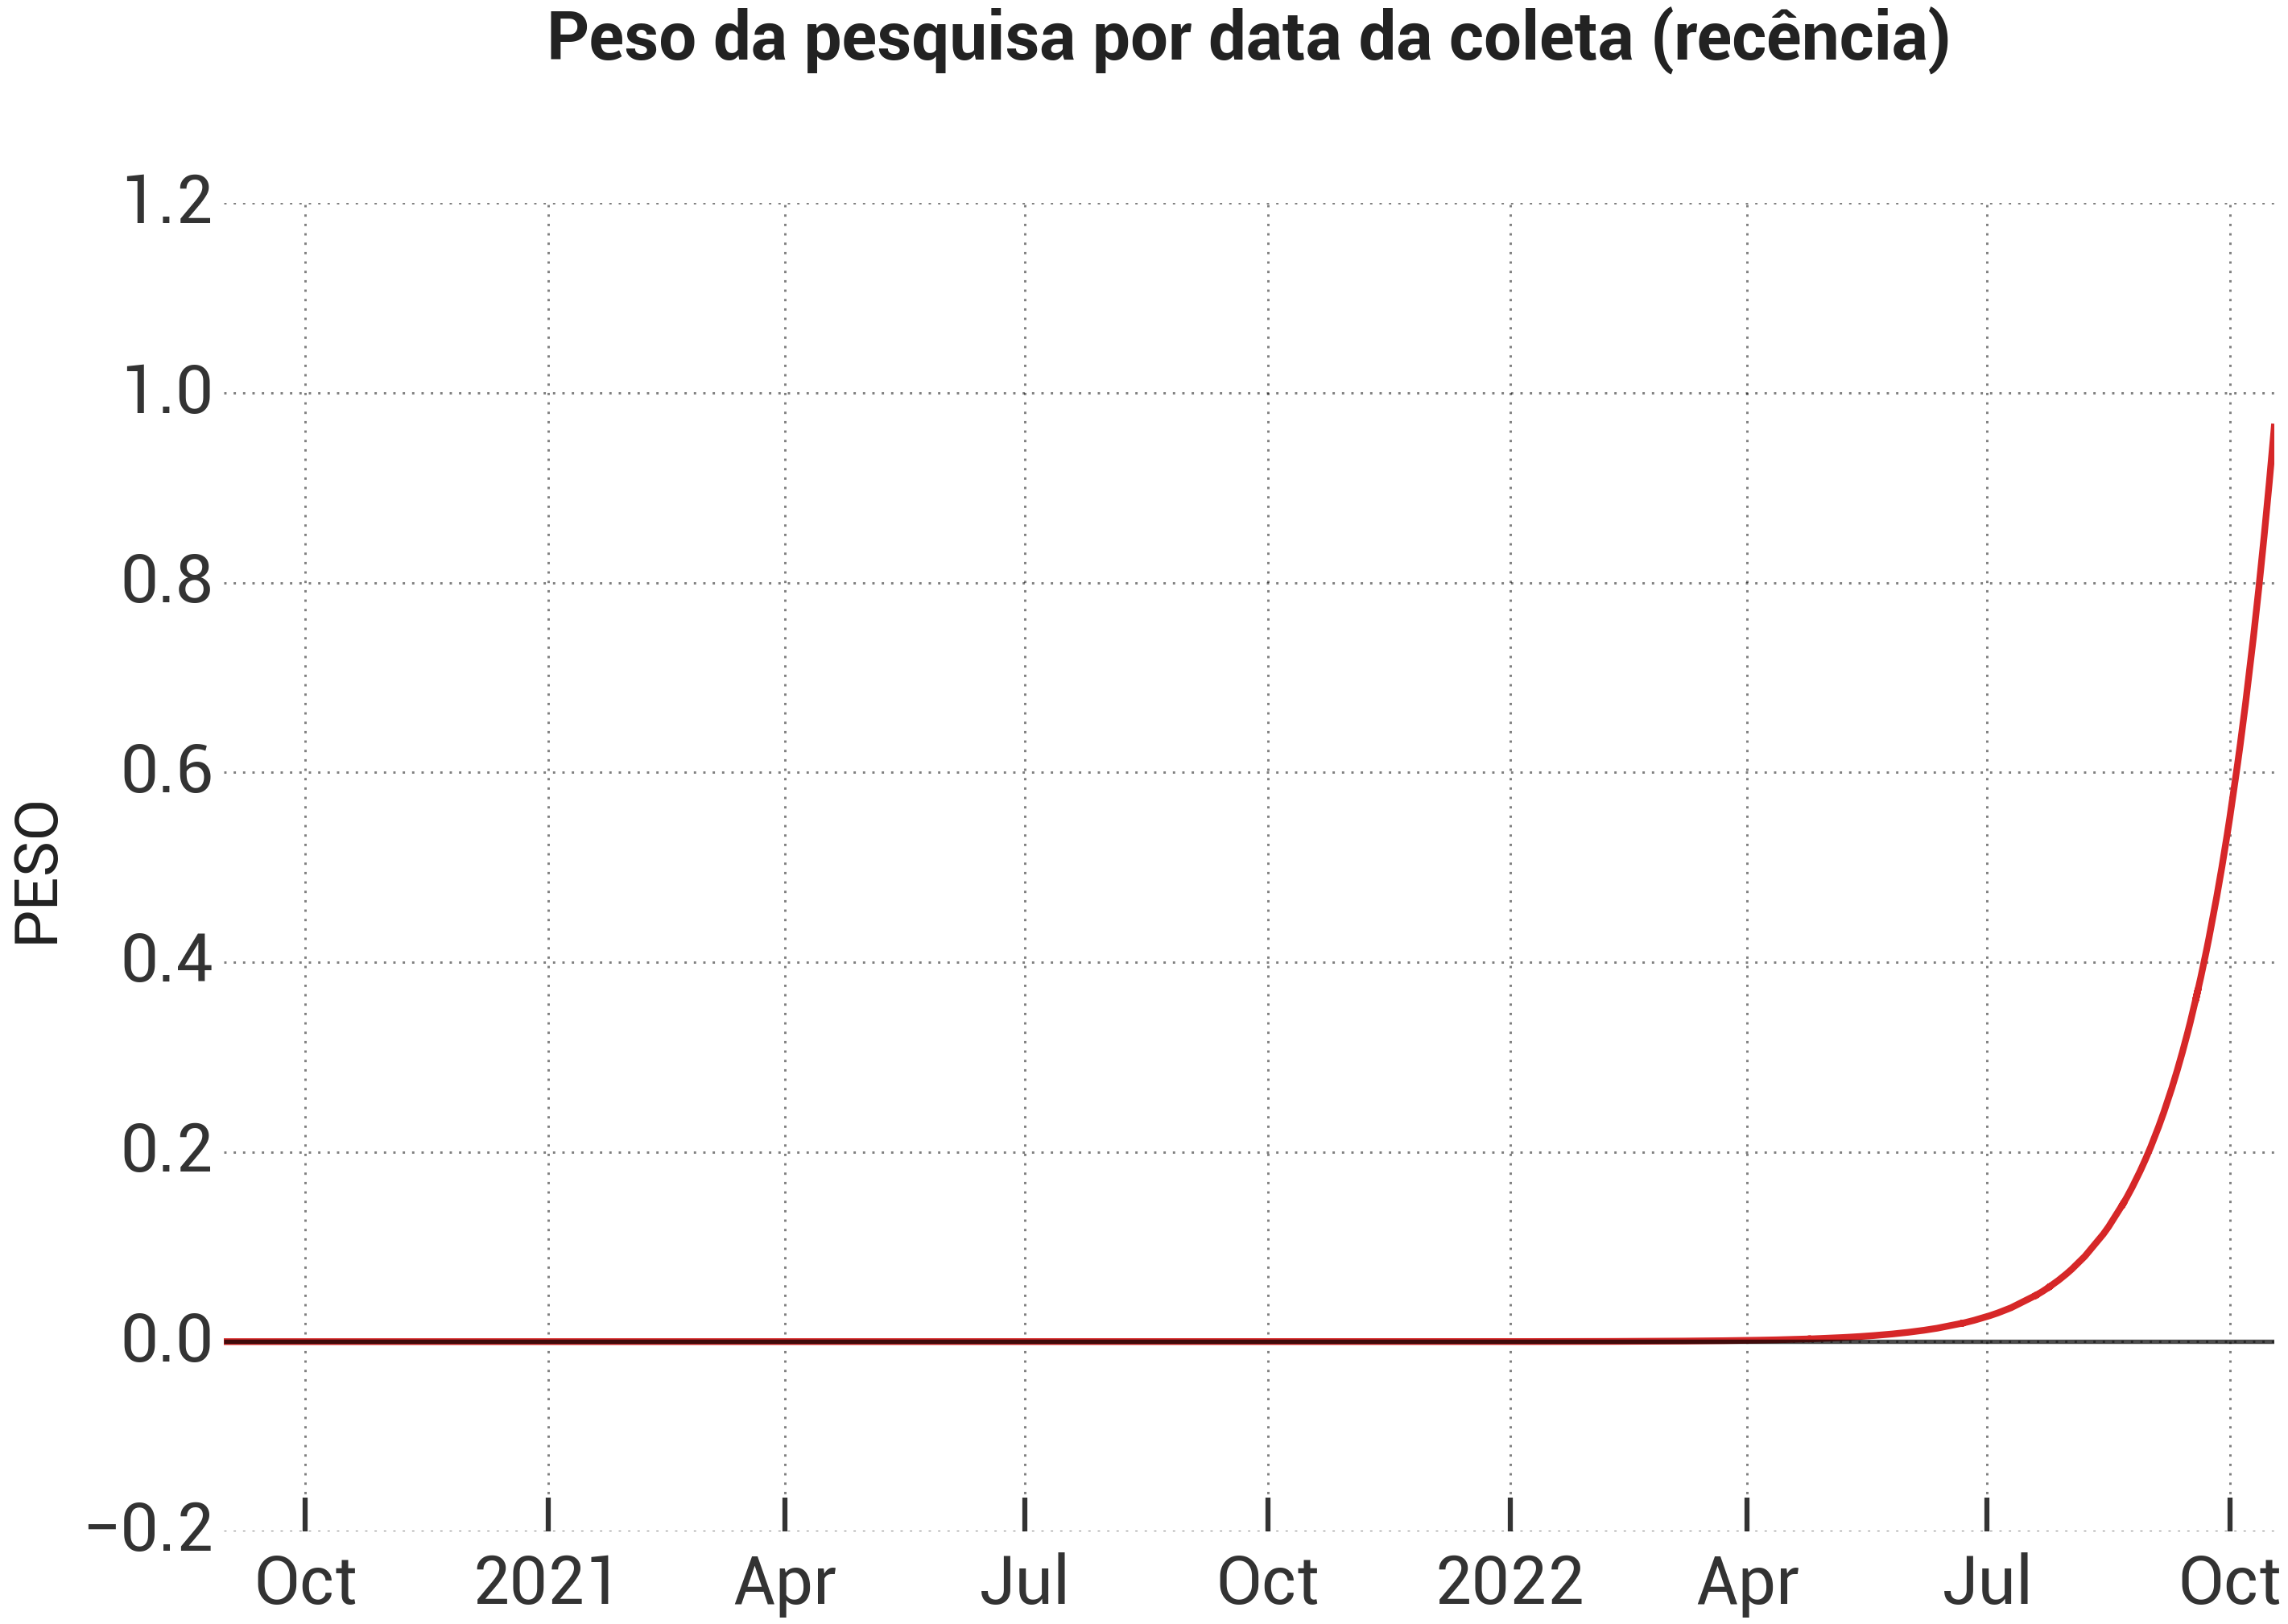 Peso da pesquisa por data da coleta (recência)
1.2
1.0
0.8
0.6
0.4
0.2
0.0
−0.2
PESO
Oct 2021 Apr Jul Oct 2022 Apr Jul Oct